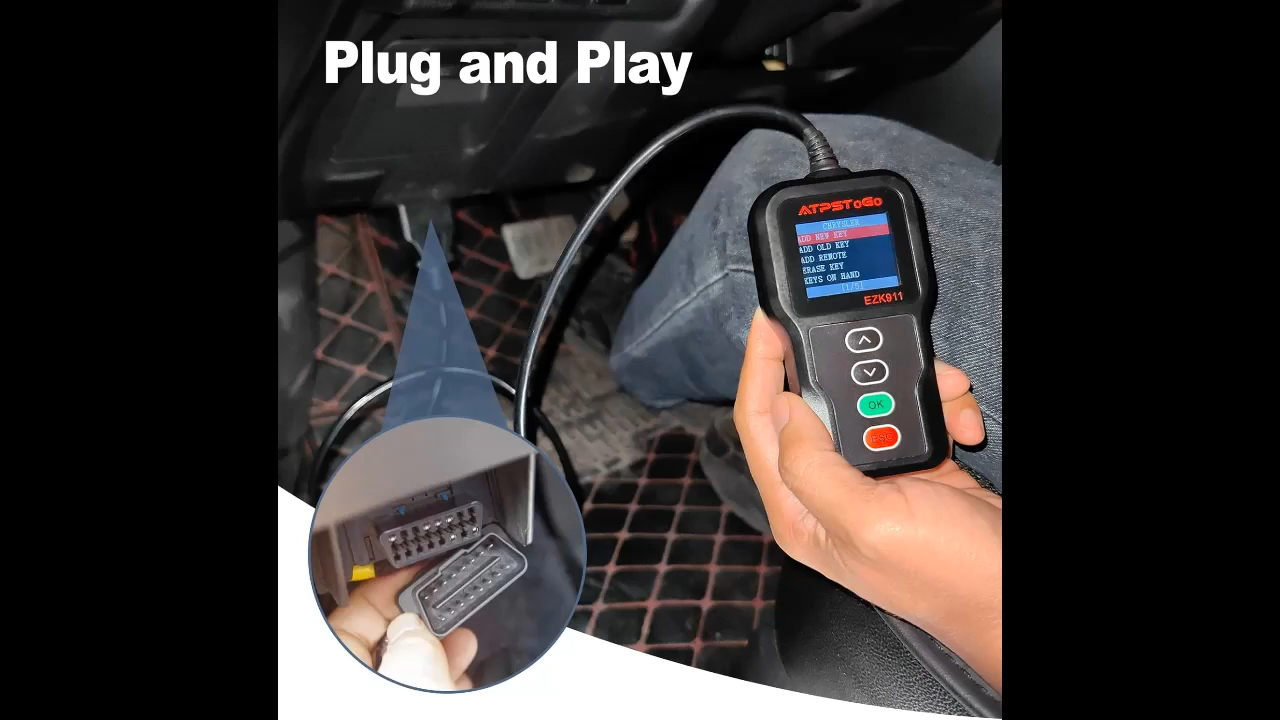 Plug and Play
ATPSToGo
CHRYSLER
ADD NEW KEY
ADD OLD KEY
ADD REMOTE
ERASE KEY
KEYS ON HAND
[1/5]
EZK911
OK
ESC